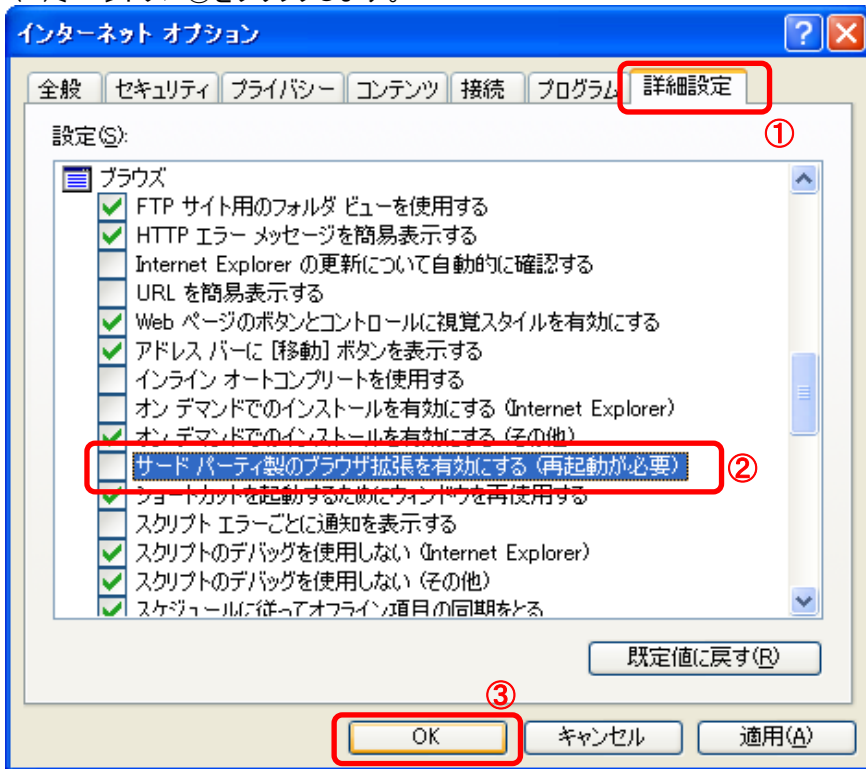 インターネット オプション
全般 セキュリティ プライバシー コンテンツ 接続 プログラム 詳細設定
①
設定(S):
ブラウズ
FTP サイト用のフォルダ ビューを使用する
HTTP エラー メッセージを簡易表示する
Internet Explorer の更新について自動的に確認する
URL を簡易表示する
Web ページのボタンとコントロールに視覚スタイルを有効にする
アドレス バーに [移動] ボタンを表示する
インライン オートコンプリートを使用する
オン デマンドでのインストールを有効にする (Internet Explorer)
オン デマンドでのインストールを有効にする (その他)
サード パーティ製のブラウザ拡張を有効にする (再起動が必要) ②
ショートカットを起動するためにウィンドウを再使用する
スクリプト エラーごとに通知を表示する
スクリプトのデバッグを使用しない (Internet Explorer)
スクリプトのデバッグを使用しない (その他)
スケジュールに従ってオフライン項目の同期をとる
既定値に戻す(R)
③
OK キャンセル 適用(A)